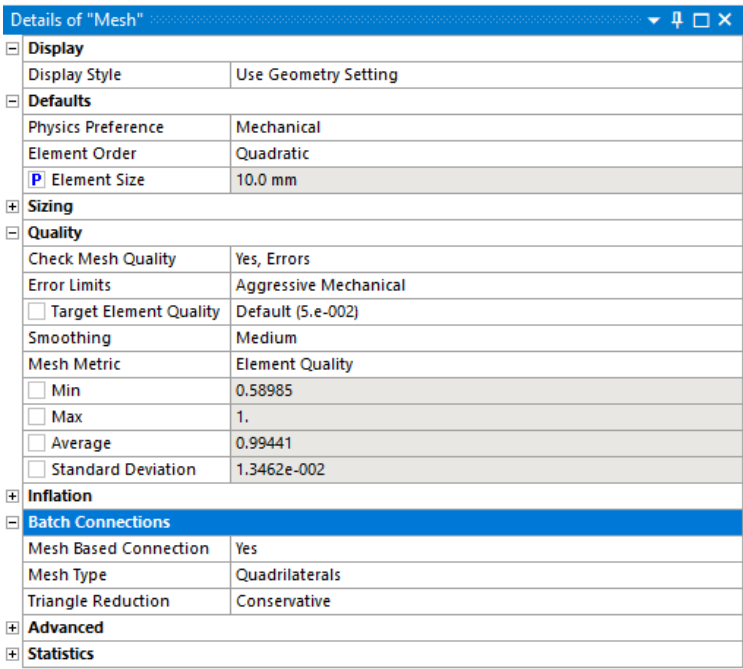 Details of "Mesh"
Display
Display Style Use Geometry Setting
Defaults
Physics Preference Mechanical
Element Order Quadratic
P Element Size 10.0 mm
Sizing
Quality
Check Mesh Quality Yes, Errors
Error Limits Aggressive Mechanical
Target Element Quality Default (5.e-002)
Smoothing Medium
Mesh Metric Element Quality
Min 0.58985
Max 1.
Average 0.99441
Standard Deviation 1.3462e-002
Inflation
Batch Connections
Mesh Based Connection Yes
Mesh Type Quadrilaterals
Triangle Reduction Conservative
Advanced
Statistics